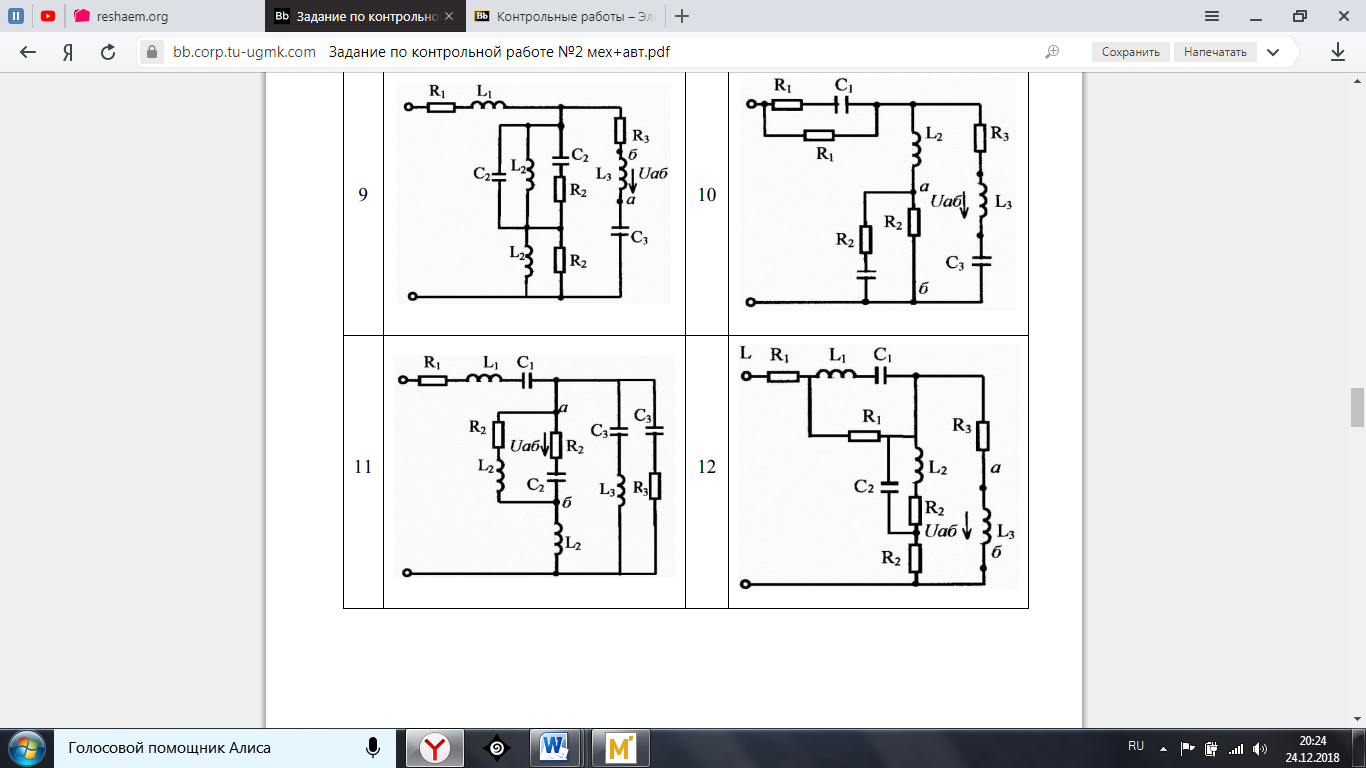 reshaem.org
Bb Задание по контрольно
Bb Контрольные работы – Эле
bb.corp.tu-ugmk.com Задание по контрольной работе №2 мех+авт.pdf
Сохранить Напечатать
9
R1 L1
C2 L2 C2 R2
R3
б
L3 Uаб
а
C3
L2 R2
10
R1 C1
R1
L2 R3
а
Uаб L3
R2 R2
C3
б
11
R1 L1 C1
а
R2 Uаб R2 C3 C3
L2 C2 L3 R3
б
L2
12
L R1 L1 C1
R1 R3
L2 а
C2 R2
Uаб L3
R2 б
Голосовой помощник Алиса
RU
20:24
24.12.2018